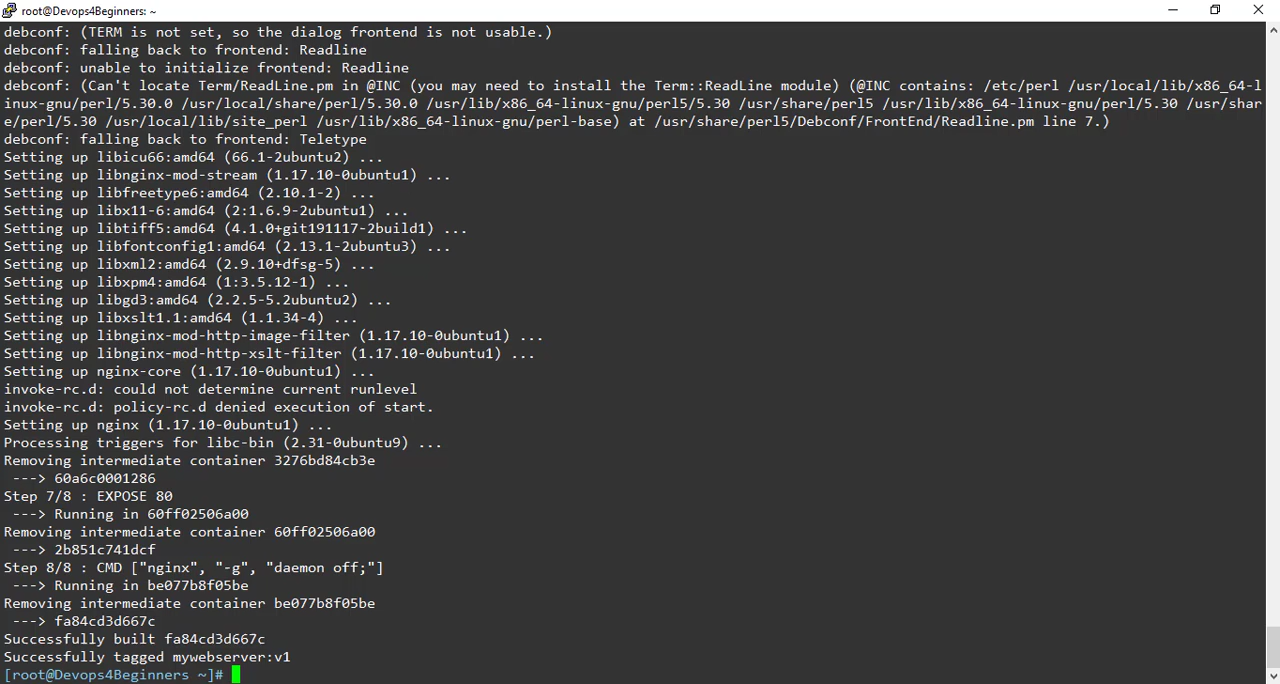 root@Devops4Beginners: ~
debconf: (TERM is not set, so the dialog frontend is not usable.)
debconf: falling back to frontend: Readline
debconf: unable to initialize frontend: Readline
debconf: (Can't locate Term/ReadLine.pm in @INC (you may need to install the Term::ReadLine module) (@INC contains: /etc/perl /usr/local/lib/x86_64-l
inux-gnu/perl/5.30.0 /usr/local/share/perl/5.30.0 /usr/lib/x86_64-linux-gnu/perl5/5.30 /usr/share/perl5 /usr/lib/x86_64-linux-gnu/perl/5.30 /usr/shar
e/perl/5.30 /usr/local/lib/site_perl /usr/lib/x86_64-linux-gnu/perl-base) at /usr/share/perl5/Debconf/FrontEnd/Readline.pm line 7.)
debconf: falling back to frontend: Teletype
Setting up libicu66:amd64 (66.1-2ubuntu2) ...
Setting up libnginx-mod-stream (1.17.10-0ubuntu1) ...
Setting up libfreetype6:amd64 (2.10.1-2) ...
Setting up libx11-6:amd64 (2:1.6.9-2ubuntu1) ...
Setting up libtiff5:amd64 (4.1.0+git191117-2build1) ...
Setting up libfontconfig1:amd64 (2.13.1-2ubuntu3) ...
Setting up libxml2:amd64 (2.9.10+dfsg-5) ...
Setting up libxpm4:amd64 (1:3.5.12-1) ...
Setting up libgd3:amd64 (2.2.5-5.2ubuntu2) ...
Setting up libxslt1.1:amd64 (1.1.34-4) ...
Setting up libnginx-mod-http-image-filter (1.17.10-0ubuntu1) ...
Setting up libnginx-mod-http-xslt-filter (1.17.10-0ubuntu1) ...
Setting up nginx-core (1.17.10-0ubuntu1) ...
invoke-rc.d: could not determine current runlevel
invoke-rc.d: policy-rc.d denied execution of start.
Setting up nginx (1.17.10-0ubuntu1) ...
Processing triggers for libc-bin (2.31-0ubuntu9) ...
Removing intermediate container 3276bd84cb3e
 ---> 60a6c0001286
Step 7/8 : EXPOSE 80
 ---> Running in 60ff02506a00
Removing intermediate container 60ff02506a00
 ---> 2b851c741dcf
Step 8/8 : CMD ["nginx", "-g", "daemon off;"]
 ---> Running in be077b8f05be
Removing intermediate container be077b8f05be
 ---> fa84cd3d667c
Successfully built fa84cd3d667c
Successfully tagged mywebserver:v1
[root@Devops4Beginners ~]#